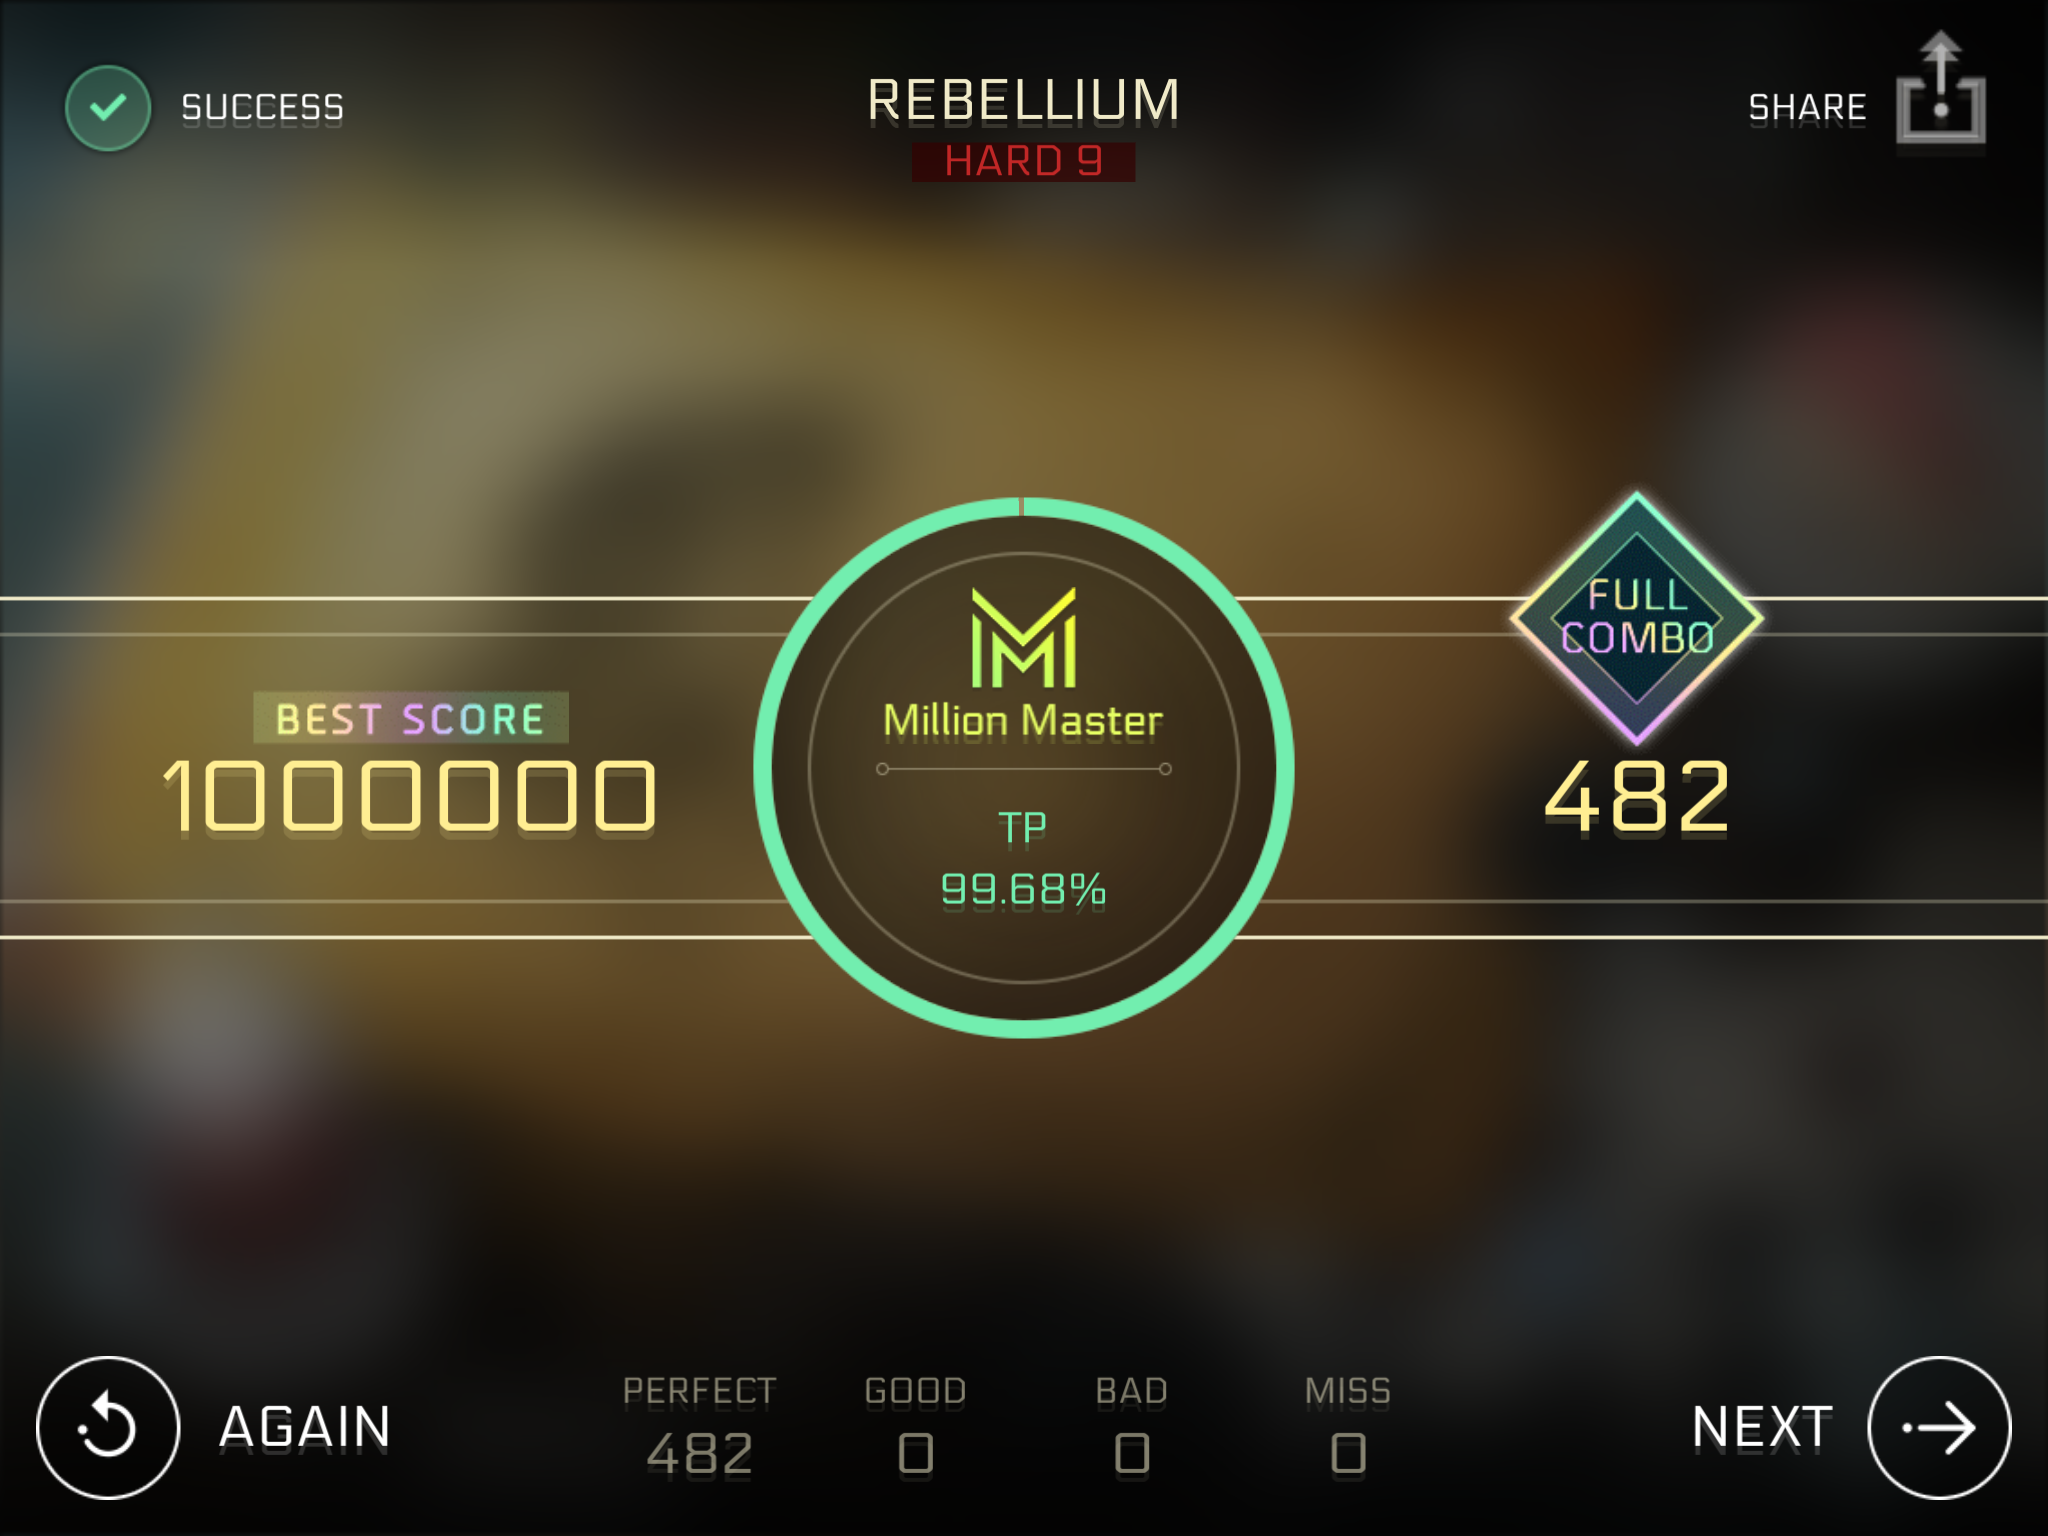 SUCCESS
REBELLIUM
HARD 9
SHARE
FULL
COMBO
Million Master
BEST SCORE
1000000
482
TP
99.68%
AGAIN
PERFECT GOOD BAD MISS
482 0 0 0
NEXT